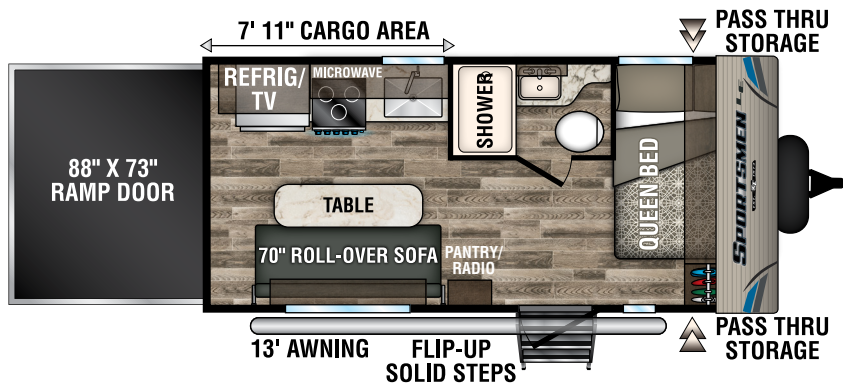 7' 11" CARGO AREA
PASS THRU
STORAGE
REFRIG/
TV
MICROWAVE
SHOWER
88" X 73"
RAMP DOOR
TABLE
QUEEN BED
SPORTSMEN LE
70" ROLL-OVER SOFA
PANTRY/
RADIO
13' AWNING
FLIP-UP
SOLID STEPS
PASS THRU
STORAGE